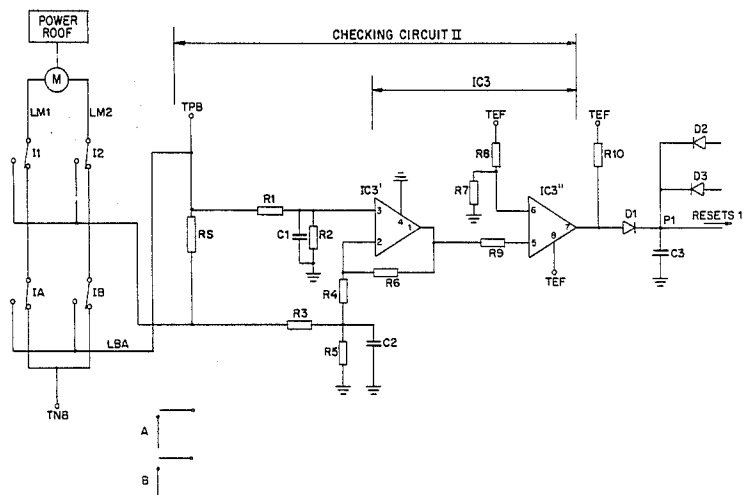 POWER
ROOF
M
LM1
LM2
I1
I2
IA
IB
LBA
TNB
A
B
CHECKING CIRCUIT II
IC3
TPB
RS
R1
C1
R2
R3
R4
R5
C2
R6
IC3'
3
2
4
1
R9
TEF
R8
R7
IC3"
6
5
7
8
TEF
TEF
R10
D1
D2
D3
P1
RESETS 1
C3